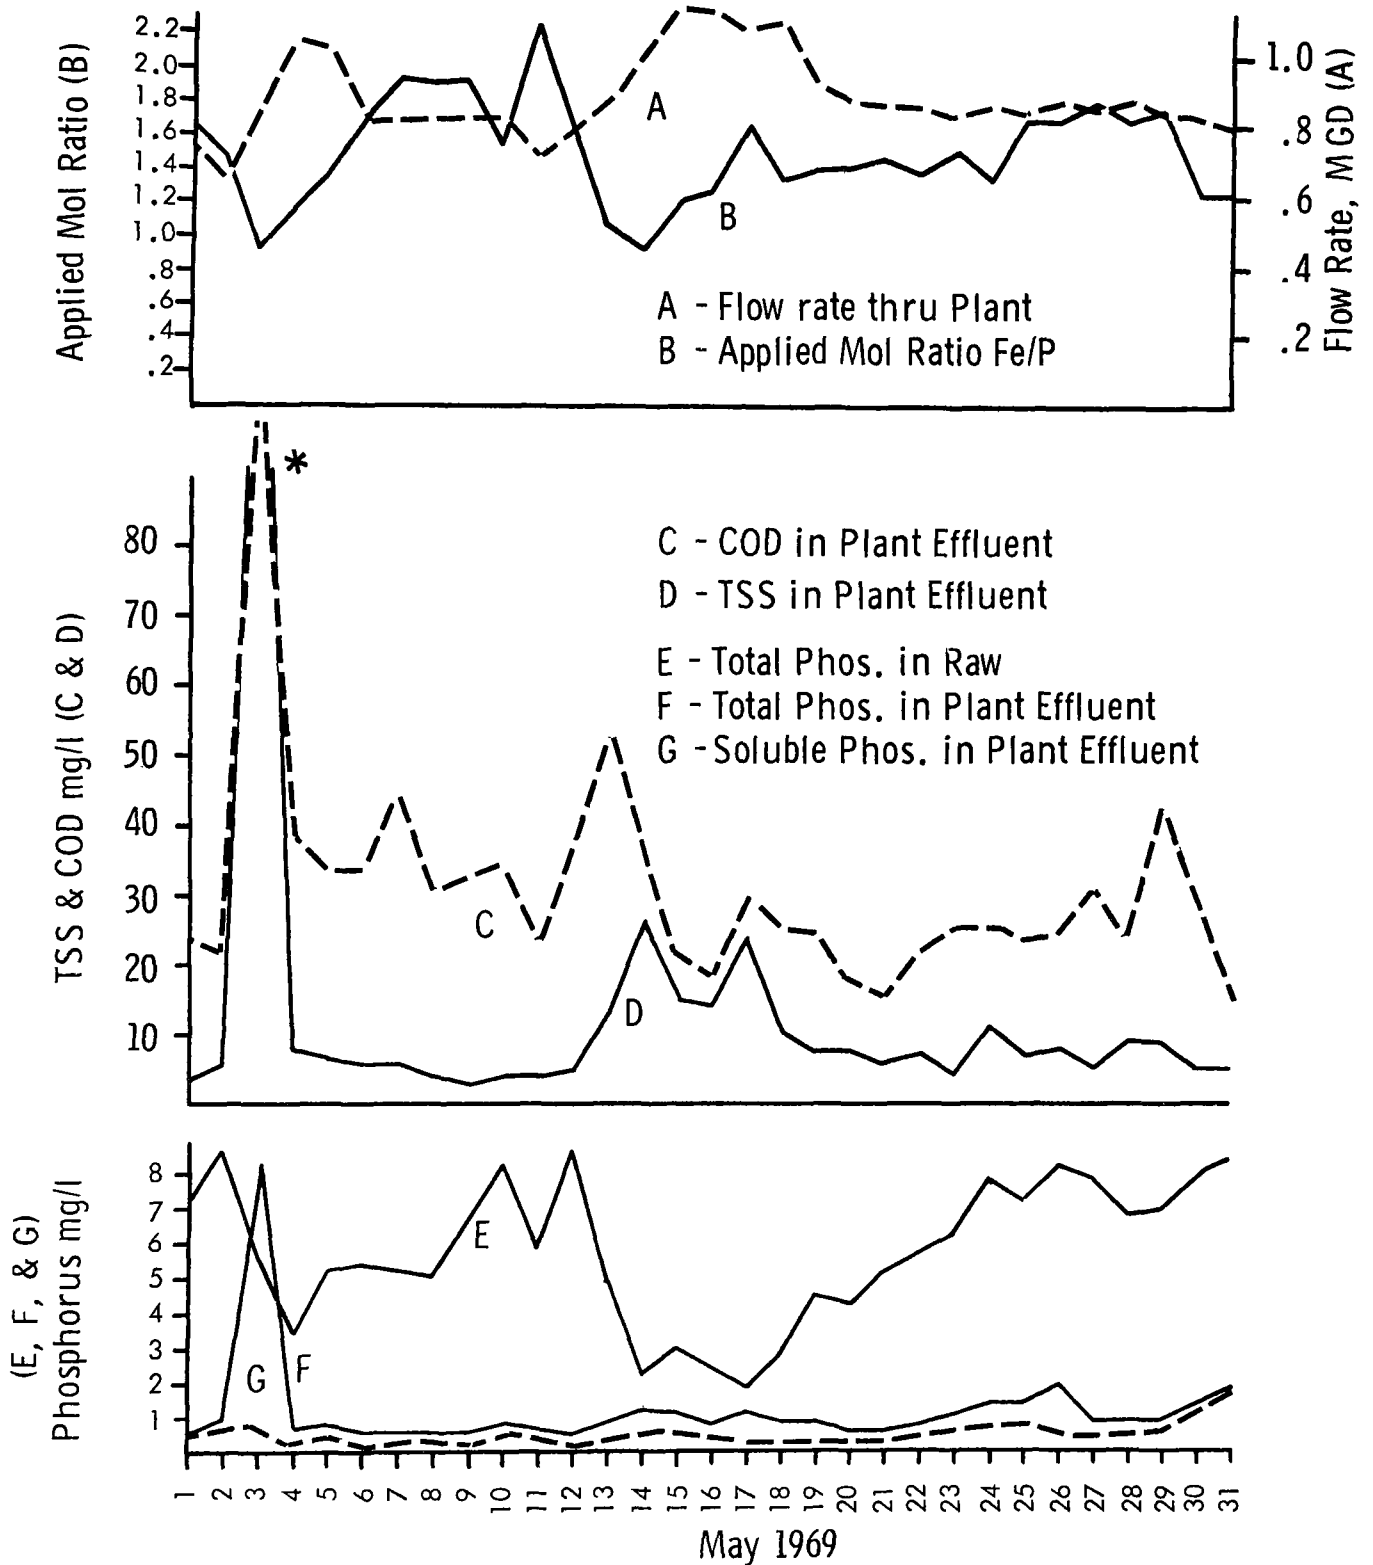 Applied Mol Ratio (B)
2.2
2.0
1.8
1.6
1.4
1.2
1.0
.8
.6
.4
.2
A
B
A - Flow rate thru Plant
B - Applied Mol Ratio Fe/P
1.0
.8
.6
.4
.2
Flow Rate, MGD (A)
*
TSS & COD mg/l (C & D)
80
70
60
50
40
30
20
10
C - COD in Plant Effluent
D - TSS in Plant Effluent
E - Total Phos. in Raw
F - Total Phos. in Plant Effluent
G - Soluble Phos. in Plant Effluent
C
D
(E, F, & G)
Phosphorus mg/l
8
7
6
5
4
3
2
1
E
G
F
1 2 3 4 5 6 7 8 9 10 11 12 13 14 15 16 17 18 19 20 21 22 23 24 25 26 27 28 29 30 31
May 1969